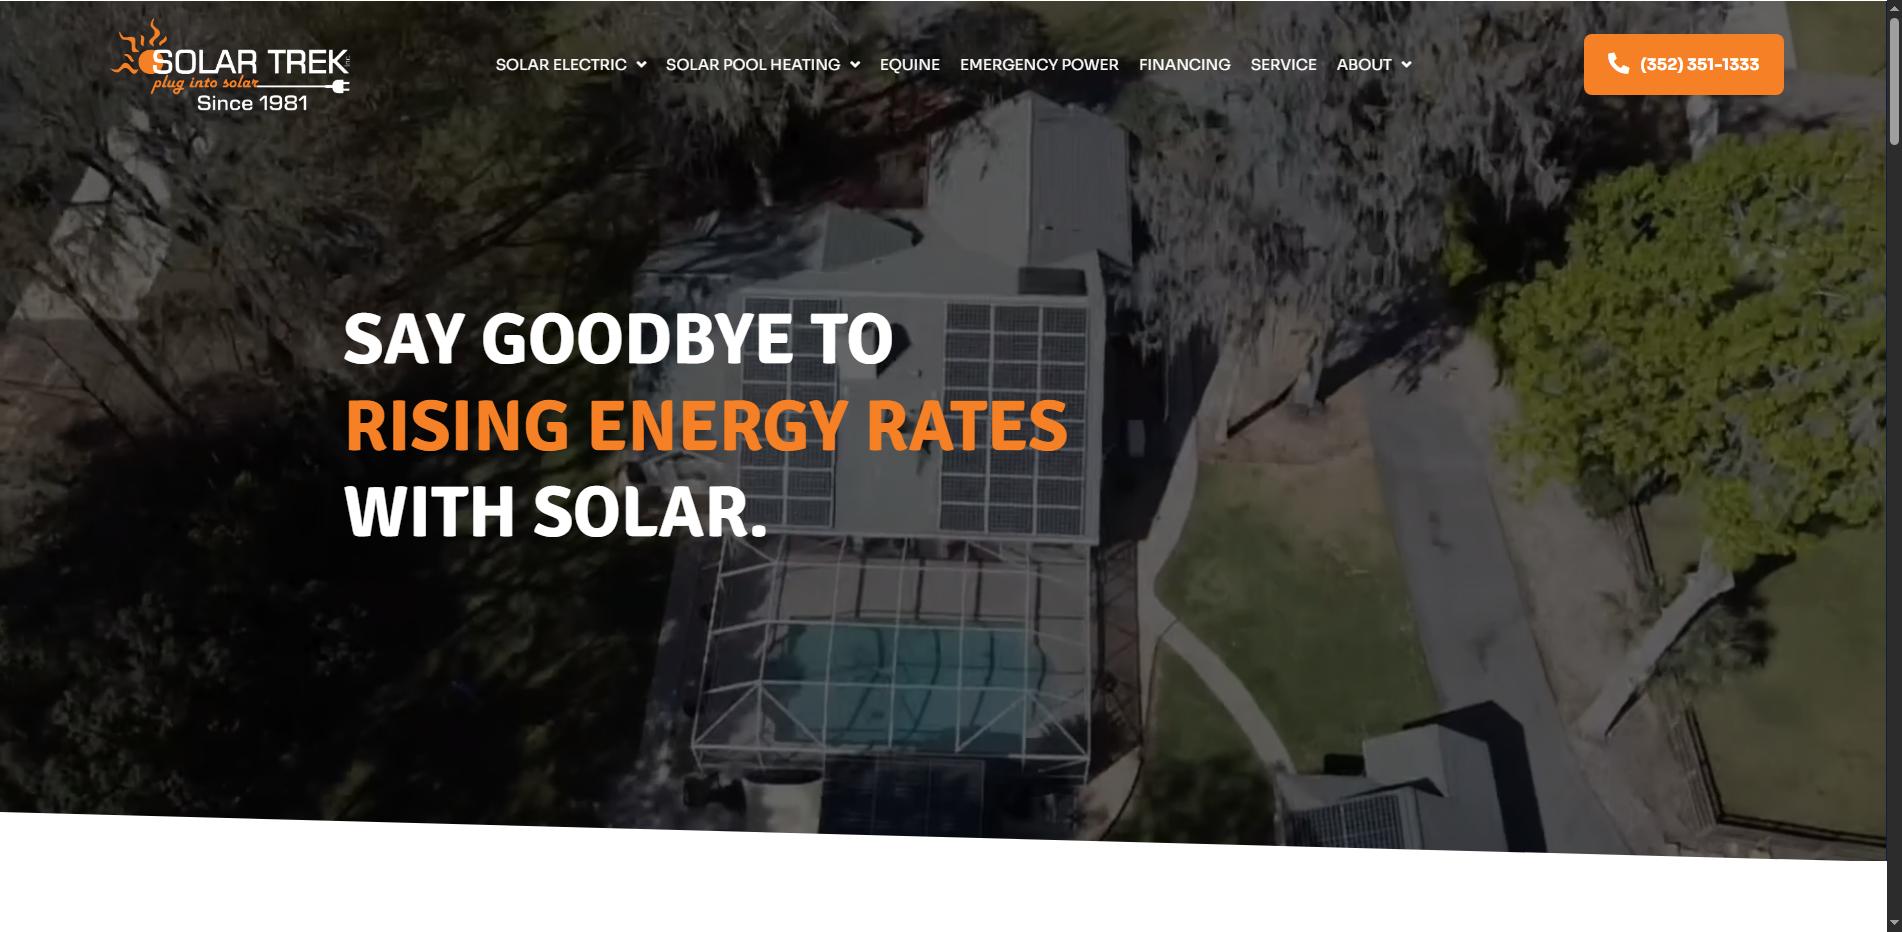 SOLAR TREK
plug into solar
Since 1981
SOLAR ELECTRIC
SOLAR POOL HEATING
EQUINE
EMERGENCY POWER
FINANCING
SERVICE
ABOUT
(352) 351-1333
SAY GOODBYE TO
RISING ENERGY RATES
WITH SOLAR.